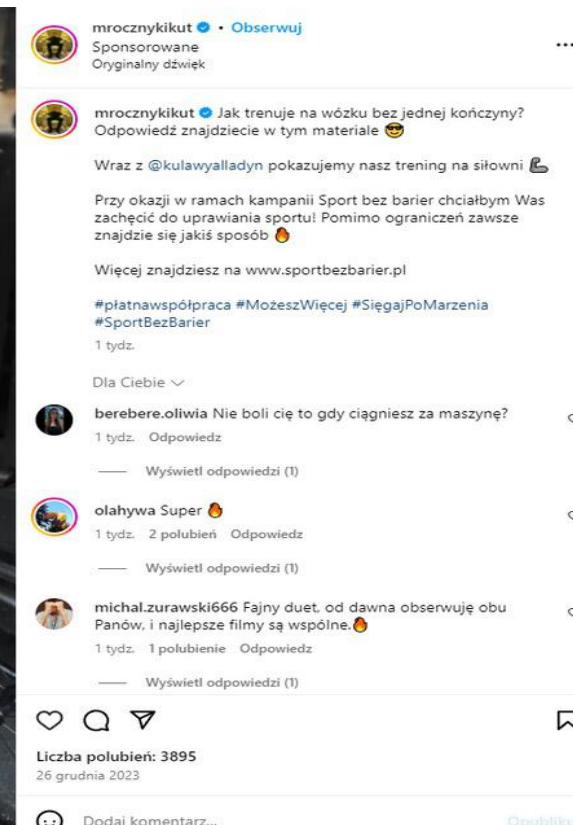 mrocznykikut • Obserwuj
Sponsorowane
Oryginalny dźwięk
mrocznykikut Jak trenuje na wózku bez jednej kończyny?
Odpowiedź znajdziecie w tym materiale 😎
Wraz z @kulawyalladyn pokazujemy nasz trening na siłowni 🦾
Przy okazji w ramach kampanii Sport bez barier chciałbym Was
zachęcić do uprawiania sportu! Pomimo ograniczeń zawsze
znajdzie się jakiś sposób 🔥
Więcej znajdziesz na www.sportbezbarier.pl
#płatnawspółpraca #MożeszWięcej #SięgajPoMarzenia
#SportBezBarier
1 tydz.
Dla Ciebie
berebere.oliwia Nie boli cię to gdy ciągniesz za maszynę?
1 tydz. Odpowiedz
Wyświetl odpowiedzi (1)
olahywa Super 🔥
1 tydz. 2 polubień Odpowiedz
Wyświetl odpowiedzi (1)
michal.zurawski666 Fajny duet, od dawna obserwuję obu
Panów, i najlepsze filmy są wspólne.🔥
1 tydz. 1 polubienie Odpowiedz
Wyświetl odpowiedzi (1)
Liczba polubień: 3895
26 grudnia 2023
Dodaj komentarz...
Opubliku